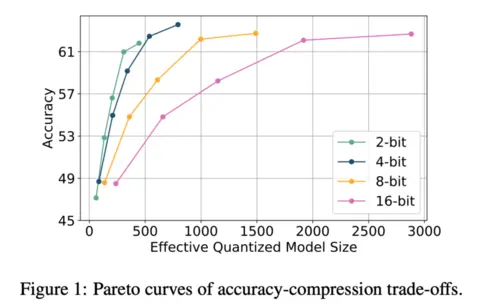 Accuracy
61
57
53
49
45
2-bit
4-bit
8-bit
16-bit
0 500 1000 1500 2000 2500 3000
Effective Quantized Model Size
Figure 1: Pareto curves of accuracy-compression trade-offs.